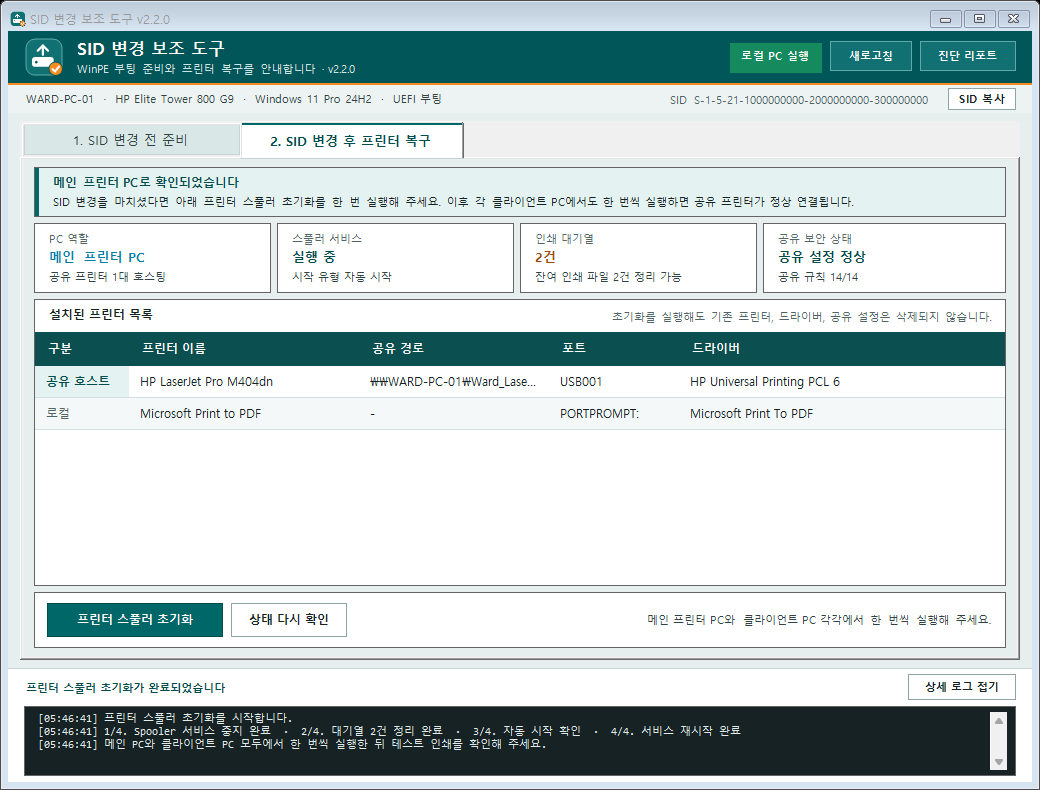 SID 변경 보조 도구 v2.2.0
SID 변경 보조 도구
WinPE 부팅 준비와 프린터 복구를 안내합니다 · v2.2.0
로컬 PC 실행
새로고침
진단 리포트
WARD-PC-01 · HP Elite Tower 800 G9 · Windows 11 Pro 24H2 · UEFI 부팅
SID S-1-5-21-1000000000-2000000000-300000000
SID 복사
1. SID 변경 전 준비
2. SID 변경 후 프린터 복구
메인 프린터 PC로 확인되었습니다
SID 변경을 마치셨다면 아래 프린터 스풀러 초기화를 한 번 실행해 주세요. 이후 각 클라이언트 PC에서도 한 번씩 실행하면 공유 프린터가 정상 연결됩니다.
PC 역할
메인 프린터 PC
공유 프린터 1대 호스팅
스풀러 서비스
실행 중
시작 유형 자동 시작
인쇄 대기열
2건
잔여 인쇄 파일 2건 정리 가능
공유 보안 상태
공유 설정 정상
공유 규칙 14/14
설치된 프린터 목록
초기화를 실행해도 기존 프린터, 드라이버, 공유 설정은 삭제되지 않습니다.
구분 프린터 이름 공유 경로 포트 드라이버
공유 호스트 HP LaserJet Pro M404dn ₩₩WARD-PC-01₩Ward_Lase... USB001 HP Universal Printing PCL 6
로컬 Microsoft Print to PDF - PORTPROMPT: Microsoft Print To PDF
프린터 스풀러 초기화
상태 다시 확인
메인 프린터 PC와 클라이언트 PC 각각에서 한 번씩 실행해 주세요.
프린터 스풀러 초기화가 완료되었습니다
상세 로그 접기
[05:46:41] 프린터 스풀러 초기화를 시작합니다.
[05:46:41] 1/4. Spooler 서비스 중지 완료 · 2/4. 대기열 2건 정리 완료 · 3/4. 자동 시작 확인 · 4/4. 서비스 재시작 완료
[05:46:41] 메인 PC와 클라이언트 PC 모두에서 한 번씩 실행한 뒤 테스트 인쇄를 확인해 주세요.